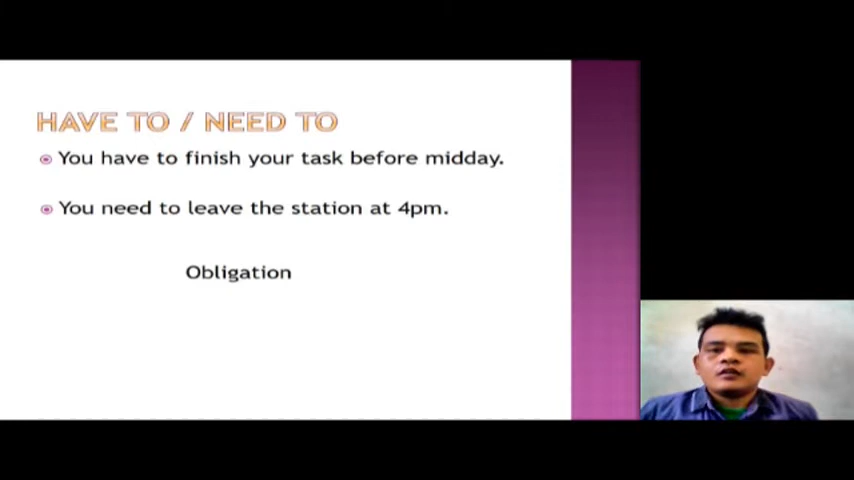 HAVE TO / NEED TO
You have to finish your task before midday.
You need to leave the station at 4pm.
Obligation